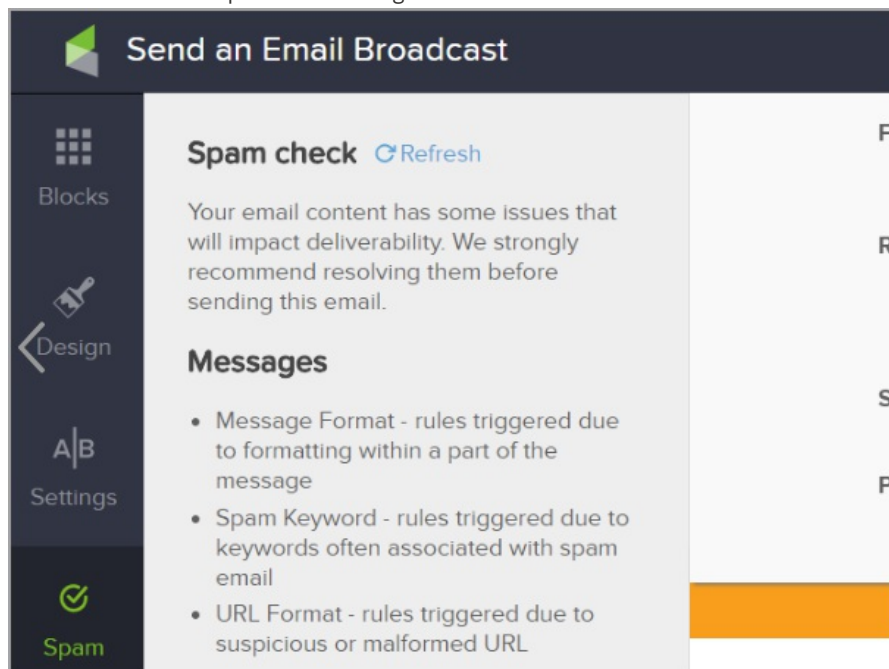 Send an Email Broadcast
Blocks
Design
A|B
Settings
Spam
Spam check Refresh
Your email content has some issues that
will impact deliverability. We strongly
recommend resolving them before
sending this email.
Messages
• Message Format - rules triggered due
to formatting within a part of the
message
• Spam Keyword - rules triggered due to
keywords often associated with spam
email
• URL Format - rules triggered due to
suspicious or malformed URL